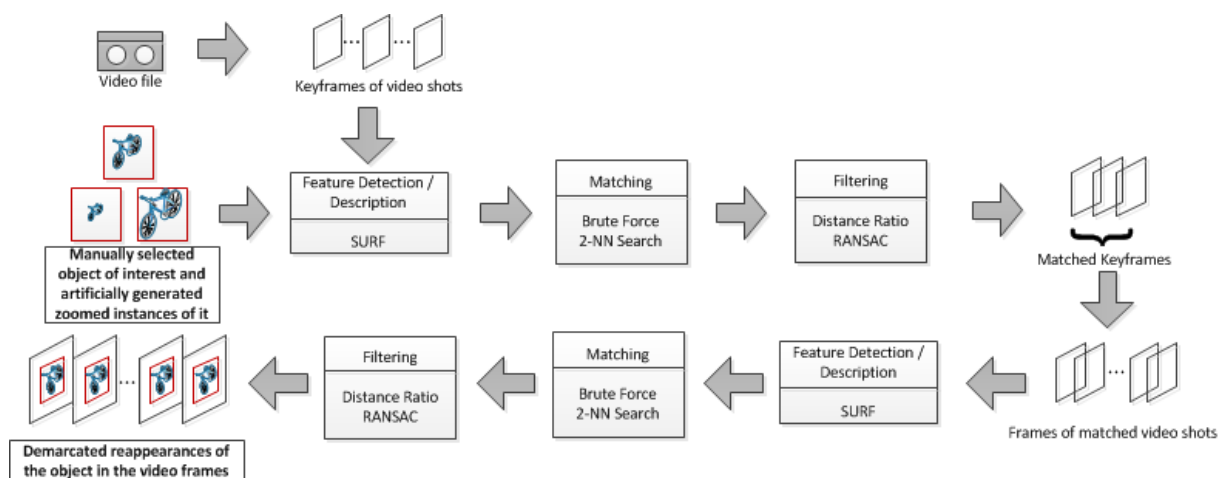 Video file
Keyframes of video shots
Feature Detection /
Description
SURF
Matching
Brute Force
2-NN Search
Filtering
Distance Ratio
RANSAC
Matched Keyframes
Manually selected
object of interest and
artificially generated
zoomed instances of it
Frames of matched video shots
Feature Detection /
Description
SURF
Matching
Brute Force
2-NN Search
Filtering
Distance Ratio
RANSAC
Demarcated reappearances of
the object in the video frames